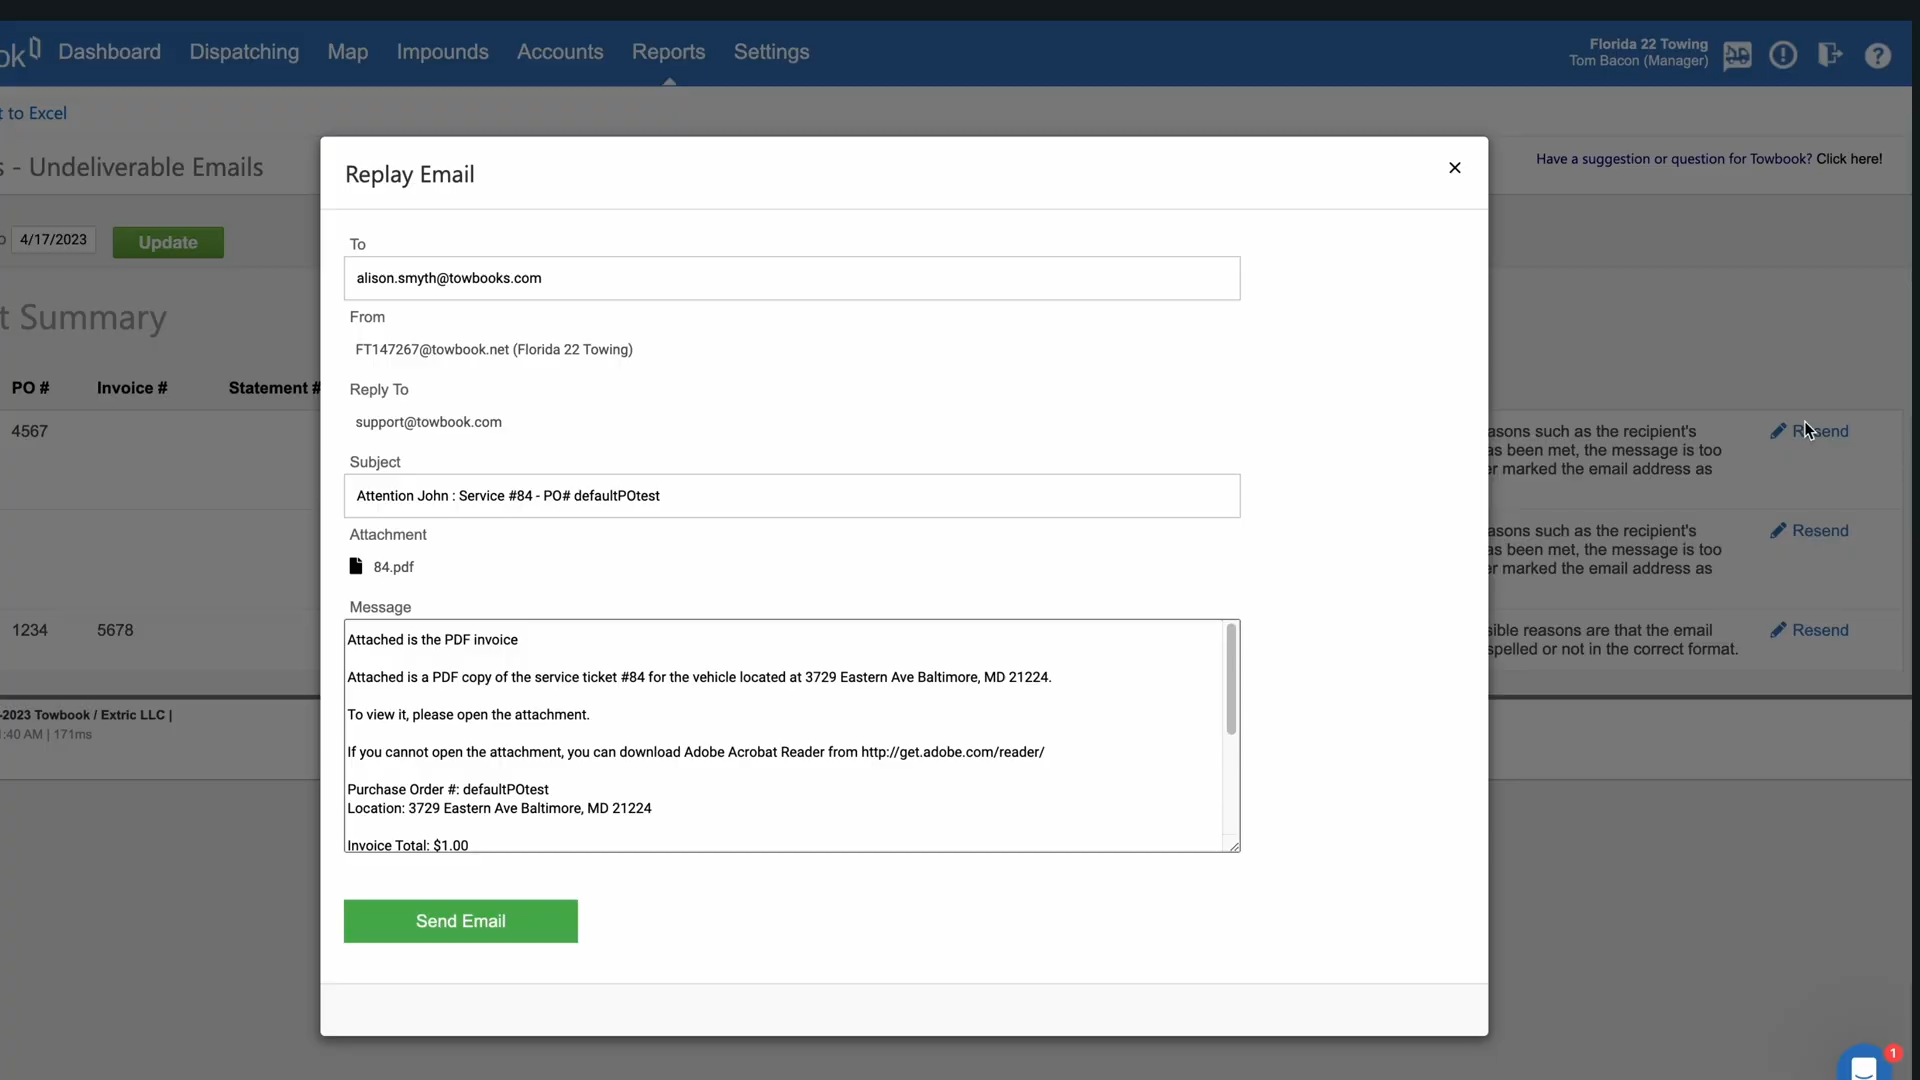 ok Dashboard Dispatching Map Impounds Accounts Reports Settings
Florida 22 Towing
Tom Bacon (Manager)
t to Excel
s - Undeliverable Emails
Have a suggestion or question for Towbook? Click here!
4/17/2023 Update
t Summary
PO # Invoice # Statement #
4567
1234 5678
-2023 Towbook / Extric LLC |
:40 AM | 171ms
Replay Email
To
alison.smyth@towbooks.com
From
FT147267@towbook.net (Florida 22 Towing)
Reply To
support@towbook.com
Subject
Attention John : Service #84 - PO# defaultPOtest
Attachment
84.pdf
Message
Attached is the PDF invoice
Attached is a PDF copy of the service ticket #84 for the vehicle located at 3729 Eastern Ave Baltimore, MD 21224.
To view it, please open the attachment.
If you cannot open the attachment, you can download Adobe Acrobat Reader from http://get.adobe.com/reader/
Purchase Order #: defaultPOtest
Location: 3729 Eastern Ave Baltimore, MD 21224
Invoice Total: $1.00
Send Email
asons such as the recipient's
as been met, the message is too
er marked the email address as
Resend
asons such as the recipient's
as been met, the message is too
er marked the email address as
Resend
sible reasons are that the email
spelled or not in the correct format.
Resend
1